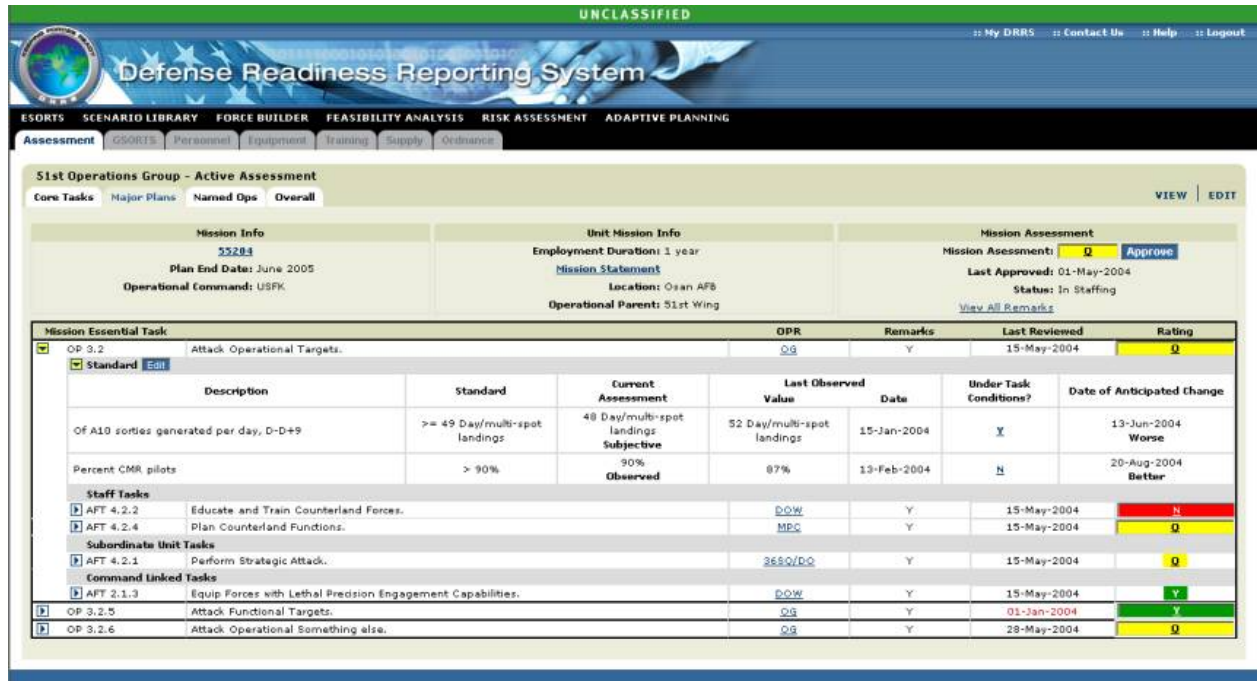 UNCLASSIFIED
:: My DRRS :: Contact Us :: Help :: Logout
Defense Readiness Reporting System
ESORTS SCENARIO LIBRARY FORCE BUILDER FEASIBILITY ANALYSIS RISK ASSESSMENT ADAPTIVE PLANNING
Assessment GSORTS Personnel Equipment Training Supply Ordnance
51st Operations Group - Active Assessment
Core Tasks Major Plans Named Ops Overall VIEW | EDIT
Mission Info Unit Mission Info Mission Assessment
55204 Employment Duration: 1 year Mission Asessment: Q Approve
Plan End Date: June 2005 Mission Statement Last Approved: 01-May-2004
Operational Command: USFK Location: Osan AFB Status: In Staffing
Operational Parent: 51st Wing View All Remarks
Mission Essential Task OPR Remarks Last Reviewed Rating
OP 3.2 Attack Operational Targets. OG Y 15-May-2004 Q
Standard Edit
Description Standard Current Assessment Last Observed Value Date Under Task Conditions? Date of Anticipated Change
Of A10 sorties generated per day, D-D+9 >= 49 Day/multi-spot landings 48 Day/multi-spot landings Subjective 52 Day/multi-spot landings 15-Jan-2004 Y 13-Jun-2004 Worse
Percent CMR pilots > 90% 90% Observed 87% 13-Feb-2004 N 20-Aug-2004 Better
Staff Tasks
AFT 4.2.2 Educate and Train Counterland Forces. DOW Y 15-May-2004 N
AFT 4.2.4 Plan Counterland Functions. MPC Y 15-May-2004 Q
Subordinate Unit Tasks
AFT 4.2.1 Perform Strategic Attack. 36SQ/DO Y 15-May-2004 Q
Command Linked Tasks
AFT 2.1.3 Equip Forces with Lethal Precision Engagement Capabilities. DOW Y 15-May-2004 Y
OP 3.2.5 Attack Functional Targets. OG Y 01-Jan-2004 Y
OP 3.2.6 Attack Operational Something else. OG Y 28-May-2004 Q